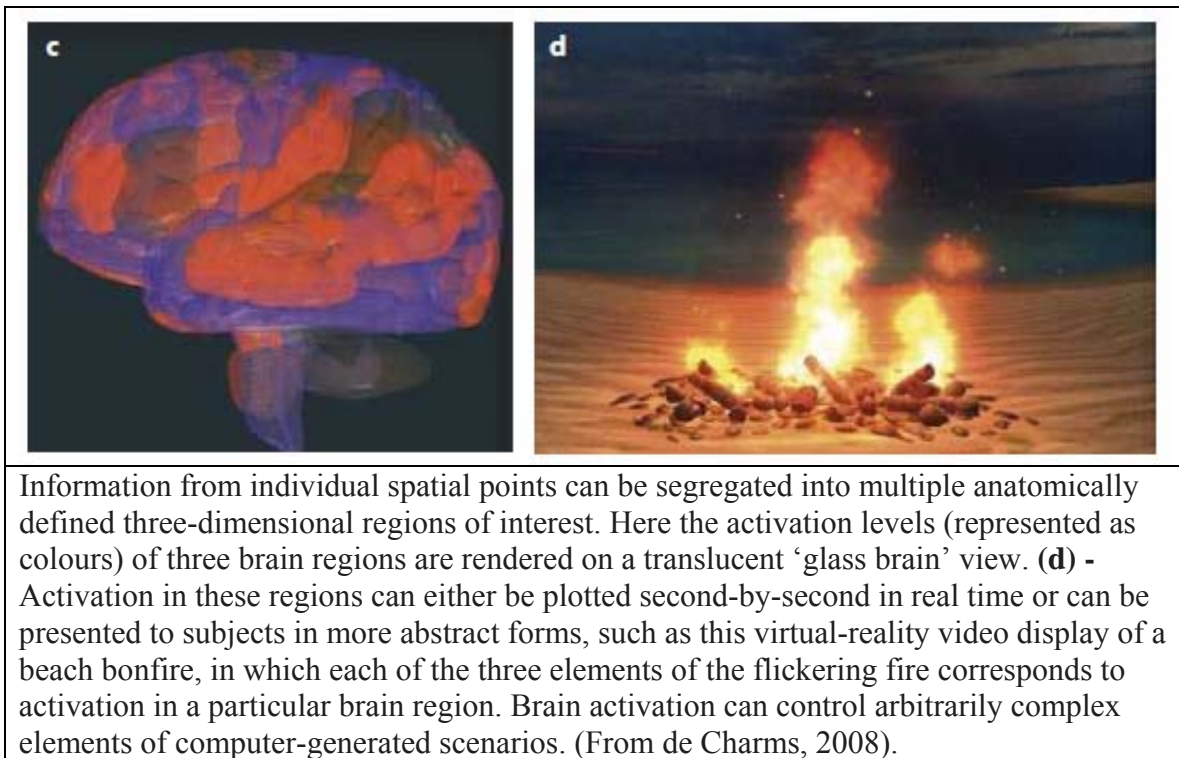 c
d
Information from individual spatial points can be segregated into multiple anatomically
defined three-dimensional regions of interest. Here the activation levels (represented as
colours) of three brain regions are rendered on a translucent ‘glass brain’ view. (d) -
Activation in these regions can either be plotted second-by-second in real time or can be
presented to subjects in more abstract forms, such as this virtual-reality video display of a
beach bonfire, in which each of the three elements of the flickering fire corresponds to
activation in a particular brain region. Brain activation can control arbitrarily complex
elements of computer-generated scenarios. (From de Charms, 2008).